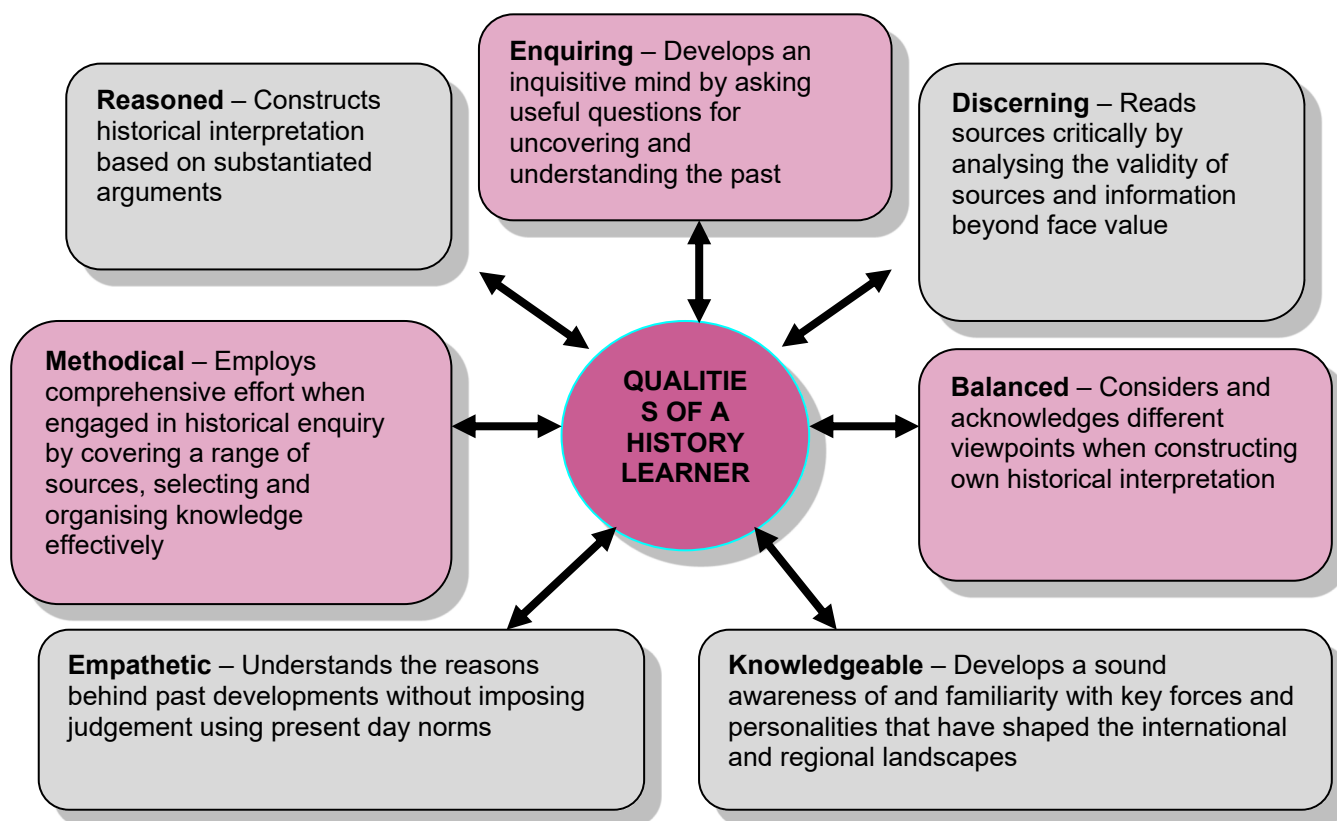 Enquiring – Develops an
inquisitive mind by asking
useful questions for
uncovering and
understanding the past
Reasoned – Constructs
historical interpretation
based on substantiated
arguments
Discerning – Reads
sources critically by
analysing the validity of
sources and information
beyond face value
Methodical – Employs
comprehensive effort when
engaged in historical enquiry
by covering a range of
sources, selecting and
organising knowledge
effectively
QUALITIE
S OF A
HISTORY
LEARNER
Balanced – Considers and
acknowledges different
viewpoints when constructing
own historical interpretation
Empathetic – Understands the reasons
behind past developments without imposing
judgement using present day norms
Knowledgeable – Develops a sound
awareness of and familiarity with key forces and
personalities that have shaped the international
and regional landscapes